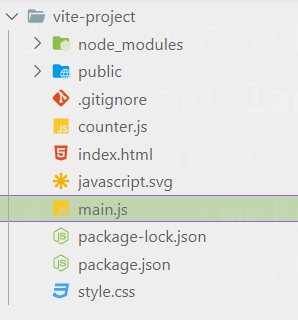 vite-project
node_modules
public
.gitignore
counter.js
index.html
javascript.svg
main.js
package-lock.json
package.json
style.css